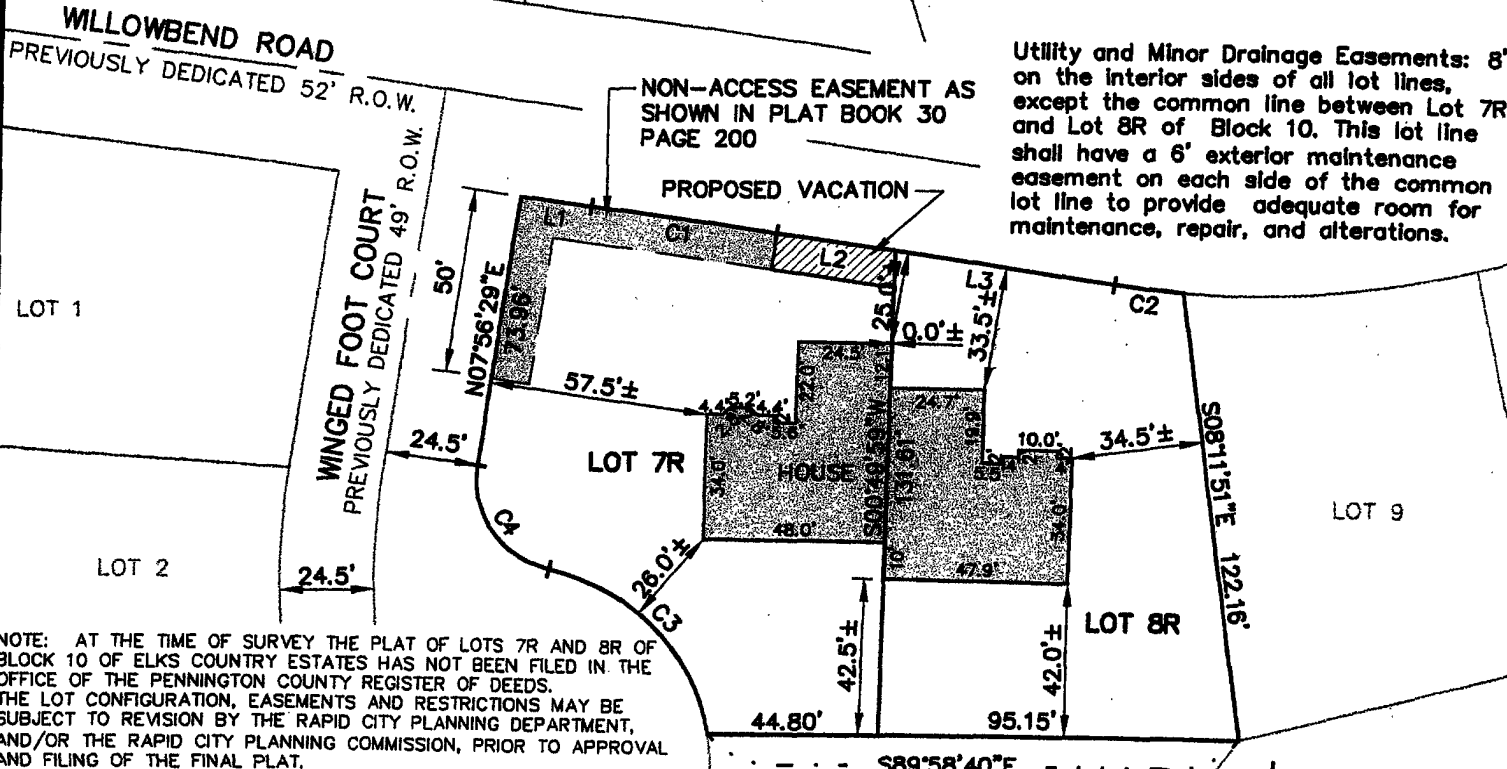 WILLOWBEND ROAD
PREVIOUSLY DEDICATED 52' R.O.W.
NON-ACCESS EASEMENT AS
SHOWN IN PLAT BOOK 30
PAGE 200
PROPOSED VACATION
Utility and Minor Drainage Easements: 8'
on the interior sides of all lot lines,
except the common line between Lot 7R
and Lot 8R of Block 10. This lot line
shall have a 6' exterior maintenance
easement on each side of the common
lot line to provide adequate room for
maintenance, repair, and alterations.
WINGED FOOT COURT
PREVIOUSLY DEDICATED 49' R.O.W.
LOT 1
LOT 2
24.5'
24.5'
50'
N07°56'29"E
73.96'
L1
C1
L2
L3
C2
25.0'±
0.0'±
33.5'±
57.5'±
24.5'
22.0'
12.1'
24.7'
19.9'
10.0'
34.5'±
LOT 7R
HOUSE
34.0'
48.0'
S00°49'59"W
131.61'
10'
47.9'
34.0'
S08°11'51"E 122.16'
LOT 9
C4
C3
26.0'±
42.5'±
42.0'±
LOT 8R
44.80'
95.15'
S89°58'40"E
NOTE: AT THE TIME OF SURVEY THE PLAT OF LOTS 7R AND 8R OF
BLOCK 10 OF ELKS COUNTRY ESTATES HAS NOT BEEN FILED IN THE
OFFICE OF THE PENNINGTON COUNTY REGISTER OF DEEDS.
THE LOT CONFIGURATION, EASEMENTS AND RESTRICTIONS MAY BE
SUBJECT TO REVISION BY THE RAPID CITY PLANNING DEPARTMENT,
AND/OR THE RAPID CITY PLANNING COMMISSION, PRIOR TO APPROVAL
AND FILING OF THE FINAL PLAT.